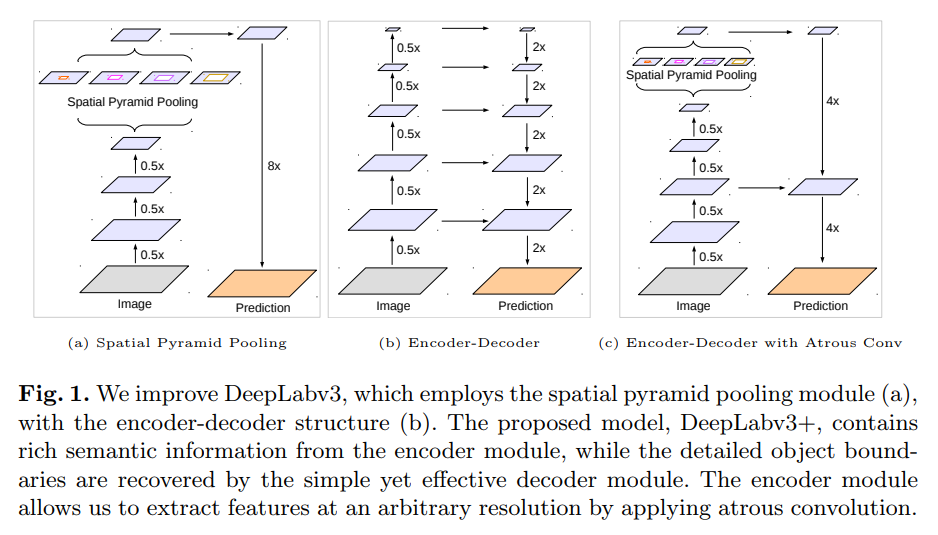 Spatial Pyramid Pooling
0.5x
0.5x
0.5x
8x
Image
Prediction
0.5x
0.5x
0.5x
0.5x
0.5x
2x
2x
2x
2x
2x
Image
Prediction
Spatial Pyramid Pooling
0.5x
0.5x
0.5x
0.5x
4x
4x
Image
Prediction
(a) Spatial Pyramid Pooling
(b) Encoder-Decoder
(c) Encoder-Decoder with Atrous Conv
Fig. 1. We improve DeepLabv3, which employs the spatial pyramid pooling module (a),
with the encoder-decoder structure (b). The proposed model, DeepLabv3+, contains
rich semantic information from the encoder module, while the detailed object bound-
aries are recovered by the simple yet effective decoder module. The encoder module
allows us to extract features at an arbitrary resolution by applying atrous convolution.